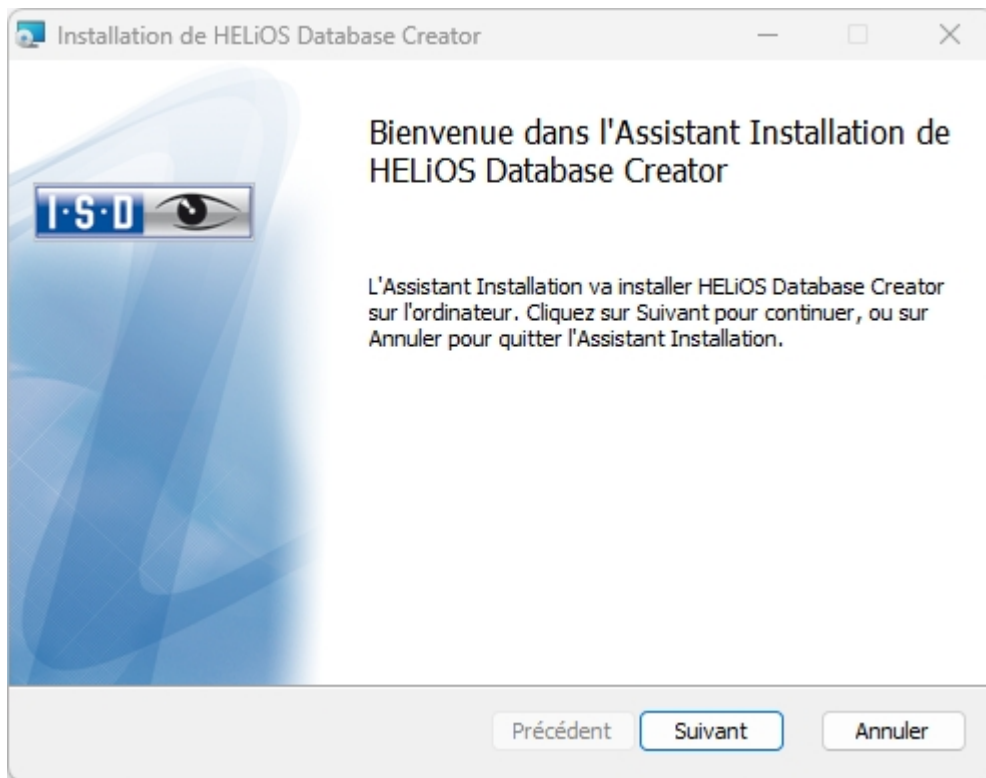 Installation de HELiOS Database Creator
Bienvenue dans l'Assistant Installation de
HELiOS Database Creator
I·S·D
L'Assistant Installation va installer HELiOS Database Creator
sur l'ordinateur. Cliquez sur Suivant pour continuer, ou sur
Annuler pour quitter l'Assistant Installation.
Précédent Suivant Annuler